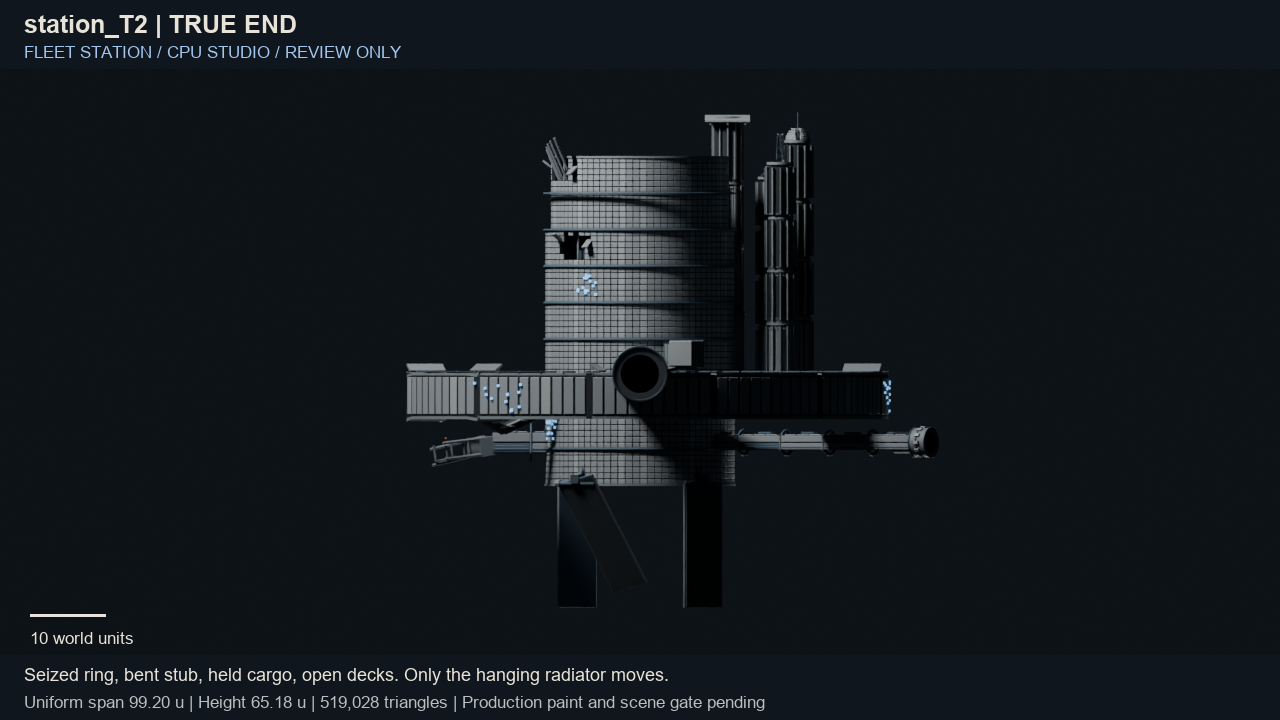 station_T2 | TRUE END
FLEET STATION / CPU STUDIO / REVIEW ONLY
10 world units
Seized ring, bent stub, held cargo, open decks. Only the hanging radiator moves.
Uniform span 99.20 u | Height 65.18 u | 519,028 triangles | Production paint and scene gate pending